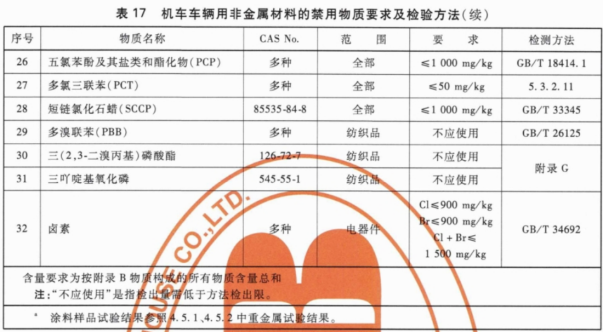 表 17 机车车辆用非金属材料的禁用物质要求及检验方法(续)
序号 物质名称 CAS No. 范 围 要 求 检测方法
26 五氯苯酚及其盐类和酯化物(PCP) 多种 全部 ≤1 000 mg/kg GB/T 18414.1
27 多氯三联苯(PCT) 多种 全部 ≤50 mg/kg 5.3.2.11
28 短链氯化石蜡(SCCP) 85535-84-8 全部 ≤1 000 mg/kg GB/T 33345
29 多溴联苯(PBB) 多种 纺织品 不应使用 GB/T 26125
30 三(2,3-二溴丙基)磷酸酯 126-72-7 纺织品 不应使用 附录 G
31 三吖啶基氧化磷 545-55-1 纺织品 不应使用
32 卤素 多种 电器件 Cl≤900 mg/kg
Br≤900 mg/kg
Cl+Br≤
1 500 mg/kg
GB/T 34692
含量要求为按附录 B 物质构成的所有物质含量总和
注:“不应使用”是指检出量需低于方法检出限。
* 涂料样品试验结果参照 4.5.1、4.5.2 中重金属试验结果。
OUSE CO.,LTD.